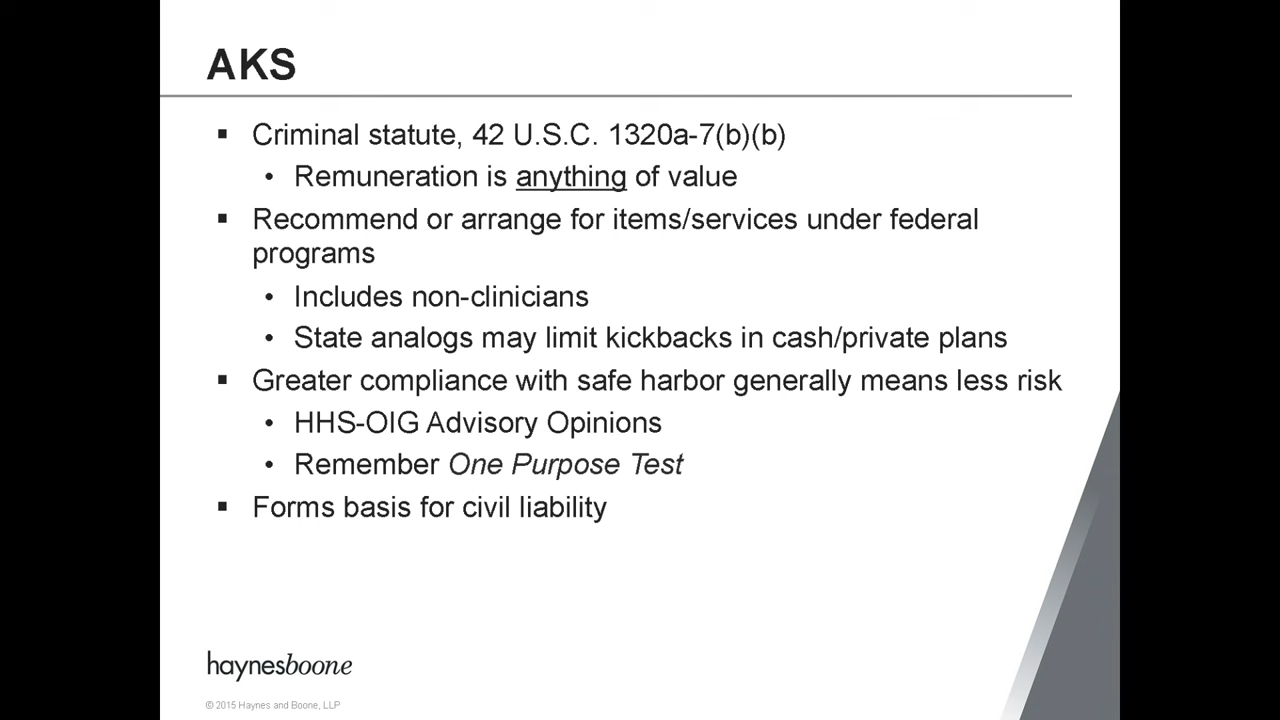 AKS
▪ Criminal statute, 42 U.S.C. 1320a-7(b)(b)
• Remuneration is anything of value
▪ Recommend or arrange for items/services under federal
programs
• Includes non-clinicians
• State analogs may limit kickbacks in cash/private plans
▪ Greater compliance with safe harbor generally means less risk
• HHS-OIG Advisory Opinions
• Remember One Purpose Test
▪ Forms basis for civil liability
haynesboone
© 2015 Haynes and Boone, LLP